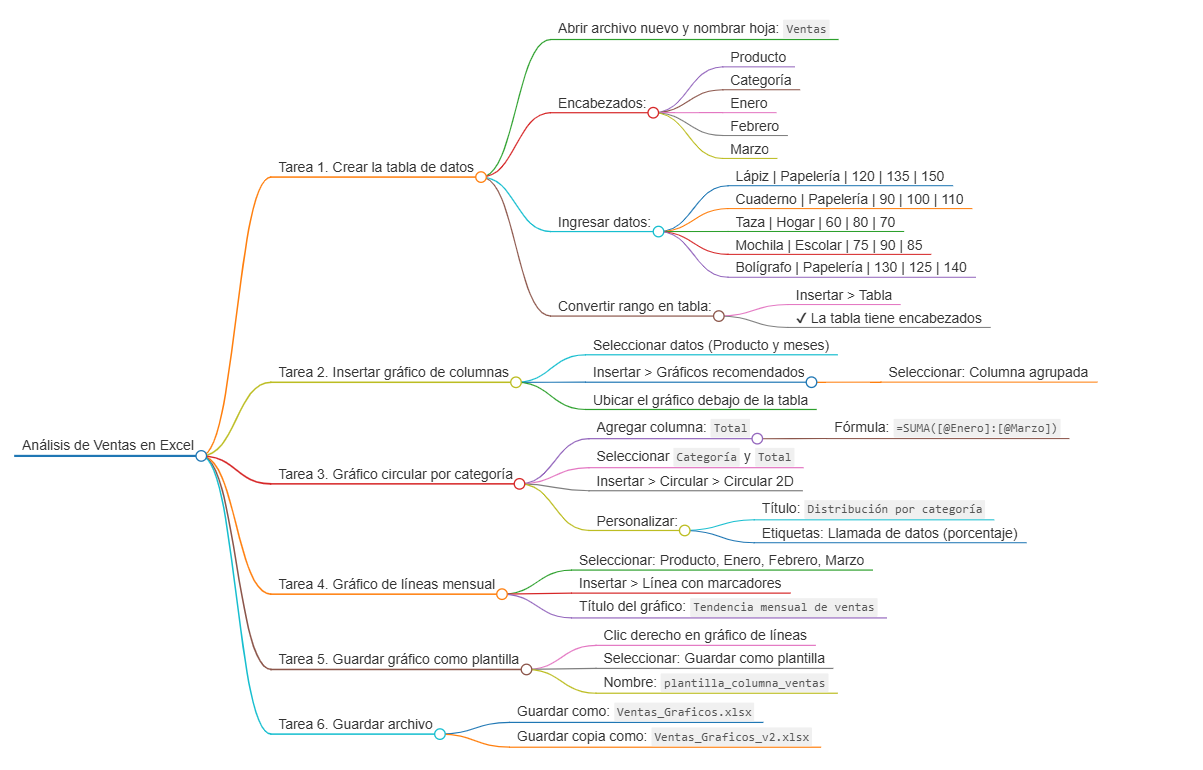 Análisis de Ventas en Excel
Tarea 1. Crear la tabla de datos
Abrir archivo nuevo y nombrar hoja: Ventas
Encabezados:
Producto
Categoría
Enero
Febrero
Marzo
Ingresar datos:
Lápiz | Papelería | 120 | 135 | 150
Cuaderno | Papelería | 90 | 100 | 110
Taza | Hogar | 60 | 80 | 70
Mochila | Escolar | 75 | 90 | 85
Bolígrafo | Papelería | 130 | 125 | 140
Convertir rango en tabla:
Insertar > Tabla
✓ La tabla tiene encabezados
Tarea 2. Insertar gráfico de columnas
Seleccionar datos (Producto y meses)
Insertar > Gráficos recomendados
Seleccionar: Columna agrupada
Ubicar el gráfico debajo de la tabla
Tarea 3. Gráfico circular por categoría
Agregar columna: Total
Fórmula: =SUMA([@Enero]:[@Marzo])
Seleccionar Categoría y Total
Insertar > Circular > Circular 2D
Personalizar:
Título: Distribución por categoría
Etiquetas: Llamada de datos (porcentaje)
Tarea 4. Gráfico de líneas mensual
Seleccionar: Producto, Enero, Febrero, Marzo
Insertar > Línea con marcadores
Título del gráfico: Tendencia mensual de ventas
Tarea 5. Guardar gráfico como plantilla
Clic derecho en gráfico de líneas
Seleccionar: Guardar como plantilla
Nombre: plantilla_columna_ventas
Tarea 6. Guardar archivo
Guardar como: Ventas_Graficos.xlsx
Guardar copia como: Ventas_Graficos_v2.xlsx